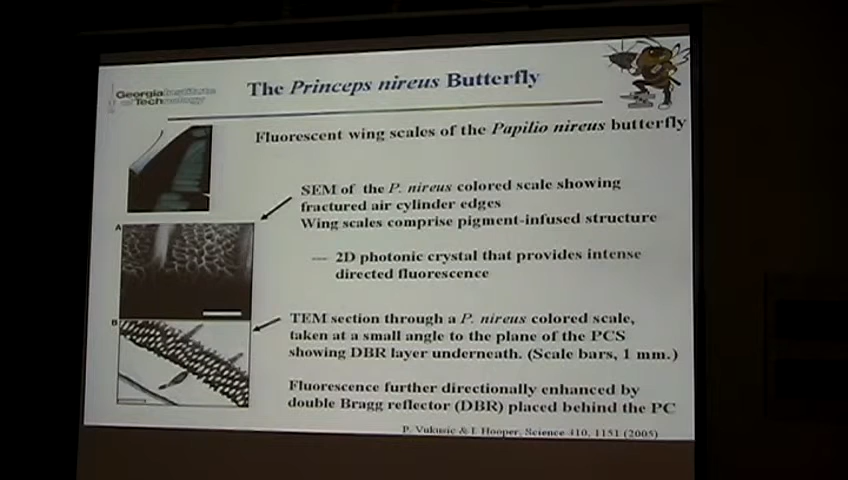 The Princeps nireus Butterfly
Georgia Institute
of Technology
Fluorescent wing scales of the Papilio nireus butterfly
SEM of the P. nireus colored scale showing
fractured air cylinder edges
Wing scales comprise pigment-infused structure
— 2D photonic crystal that provides intense
directed fluorescence
A
B
TEM section through a P. nireus colored scale,
taken at a small angle to the plane of the PCS
showing DBR layer underneath. (Scale bars, 1 mm.)
Fluorescence further directionally enhanced by
double Bragg reflector (DBR) placed behind the PC
P. Vukusic & I. Hooper, Science 310, 1151 (2005)